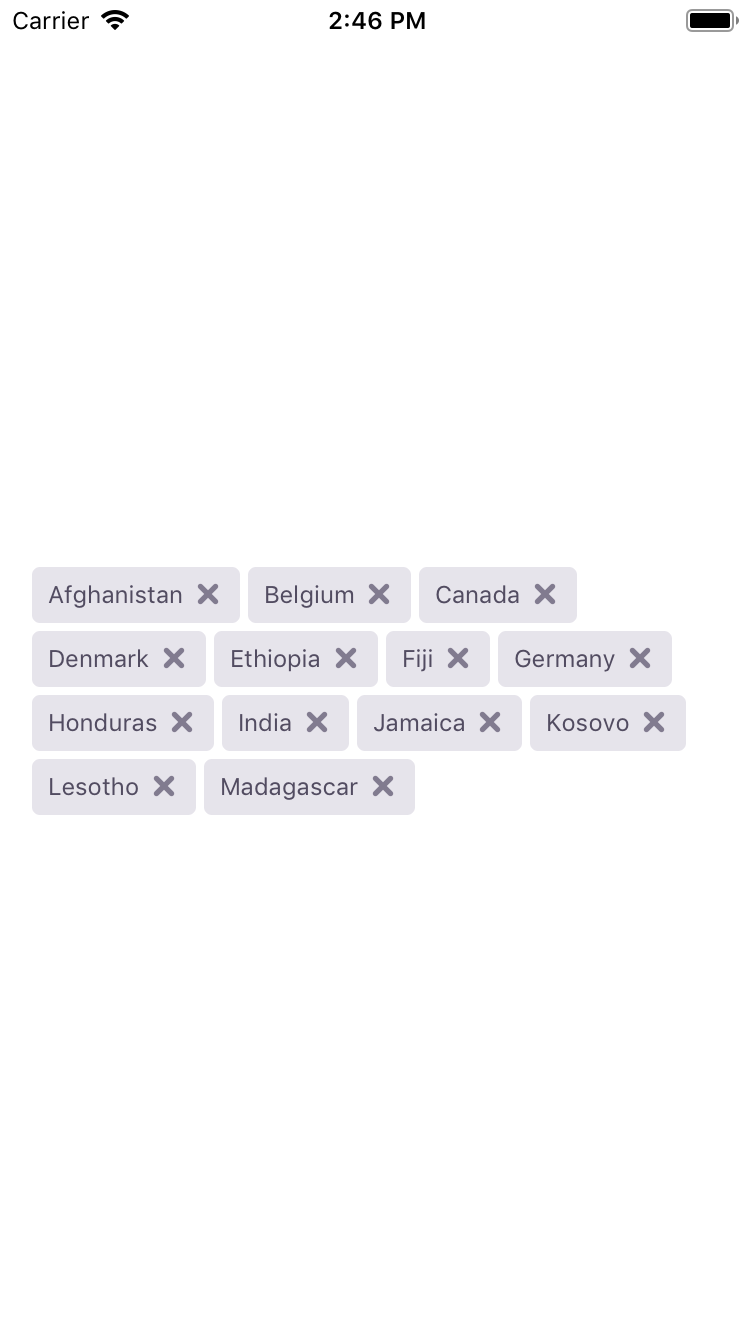 Carrier 2:46 PM
Afghanistan Belgium Canada
Denmark Ethiopia Fiji Germany
Honduras India Jamaica Kosovo
Lesotho Madagascar